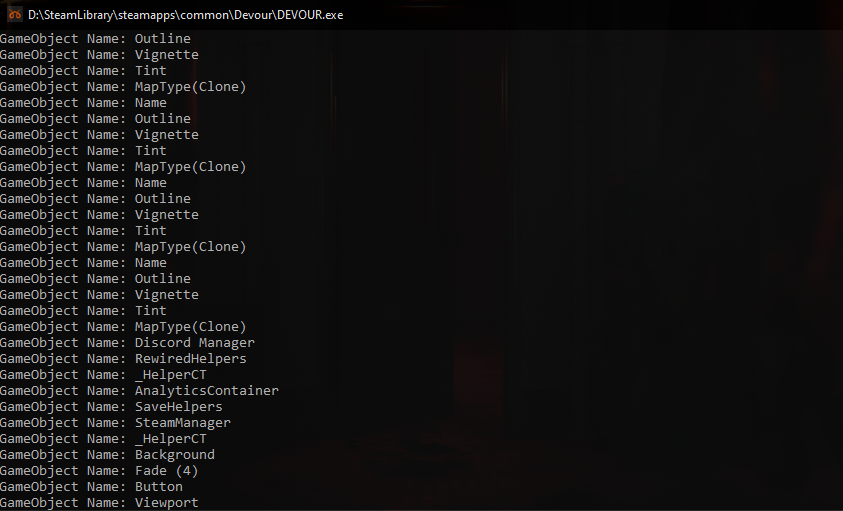 D:\SteamLibrary\steamapps\common\Devour\DEVOUR.exe
GameObject Name: Outline
GameObject Name: Vignette
GameObject Name: Tint
GameObject Name: MapType(Clone)
GameObject Name: Name
GameObject Name: Outline
GameObject Name: Vignette
GameObject Name: Tint
GameObject Name: MapType(Clone)
GameObject Name: Name
GameObject Name: Outline
GameObject Name: Vignette
GameObject Name: Tint
GameObject Name: MapType(Clone)
GameObject Name: Name
GameObject Name: Outline
GameObject Name: Vignette
GameObject Name: Tint
GameObject Name: MapType(Clone)
GameObject Name: Discord Manager
GameObject Name: RewiredHelpers
GameObject Name: _HelperCT
GameObject Name: AnalyticsContainer
GameObject Name: SaveHelpers
GameObject Name: SteamManager
GameObject Name: _HelperCT
GameObject Name: Background
GameObject Name: Fade (4)
GameObject Name: Button
GameObject Name: Viewport